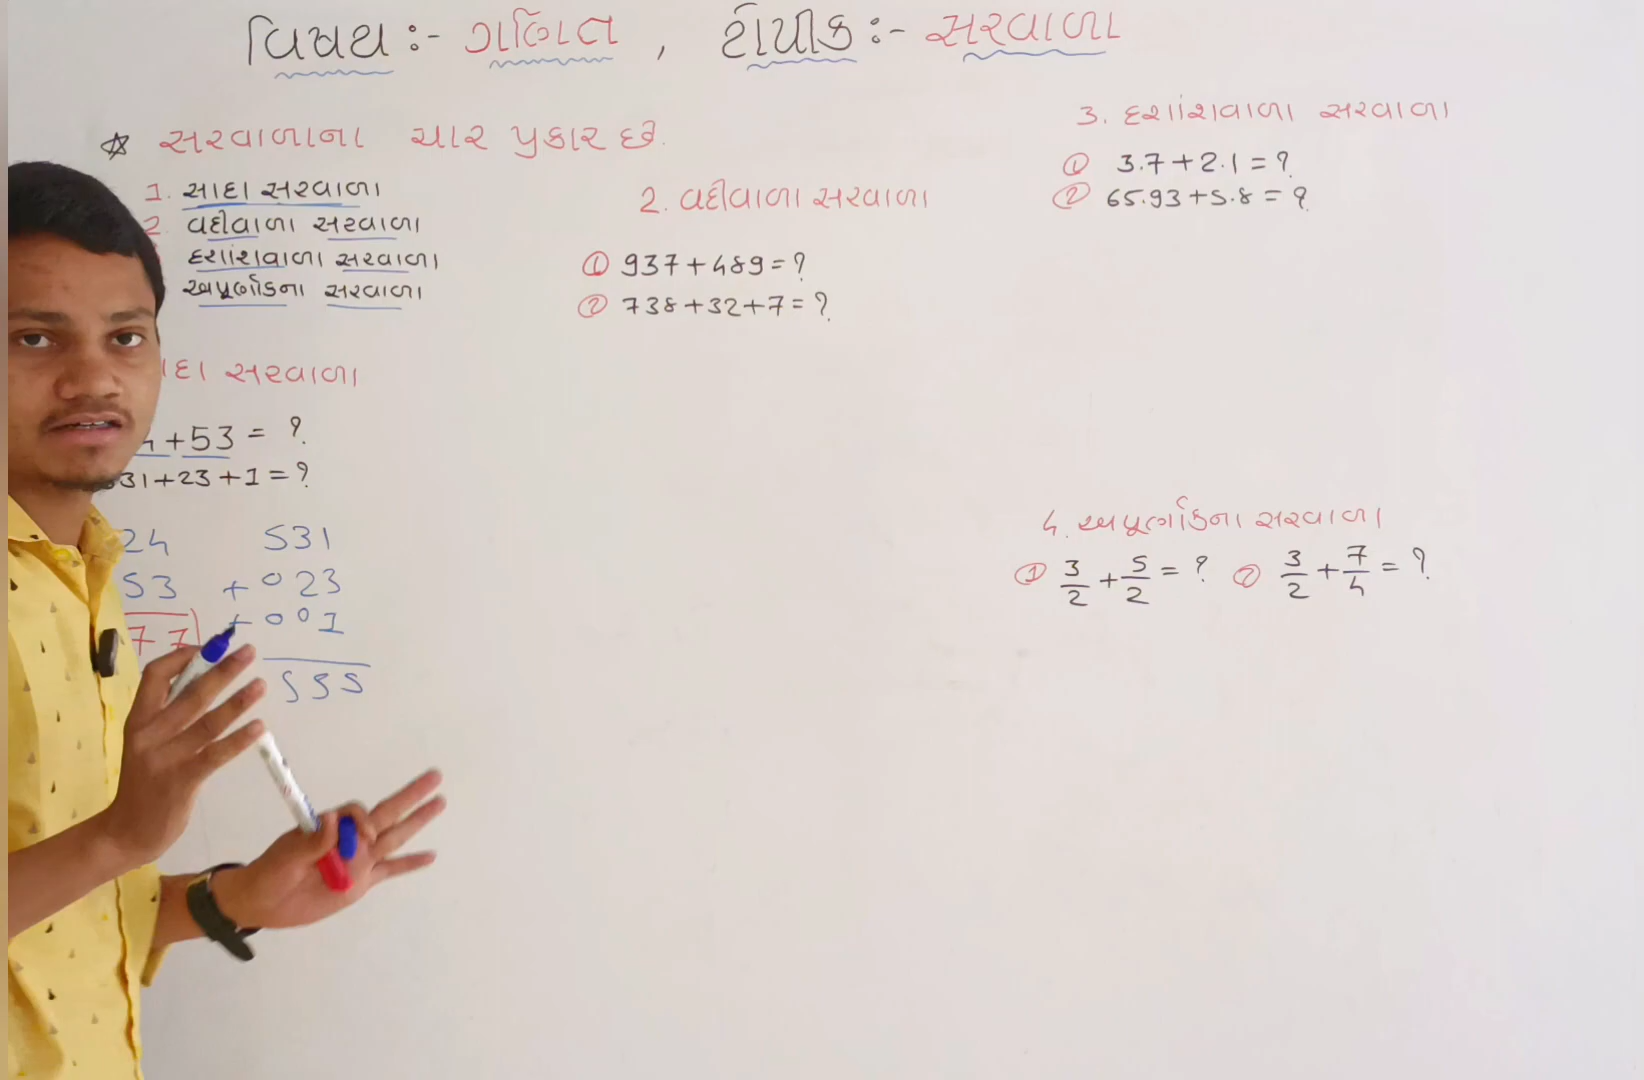 વિષય :- ગણિત , ટોપીક :- સરવાળા
☆ સરવાળાના ચાર પ્રકાર છે.
1. સાદા સરવાળા
2. વદીવાળા સરવાળા
દશાંશવાળા સરવાળા
અપૂર્ણાંકના સરવાળા
સરવાળા
+53 = ?
31+23+1=?
24
53
77
531
+ 023
+ 001
555
2. વદીવાળા સરવાળા
① 937+489=?
② 738+32+7=?
3. દશાંશવાળા સરવાળા
① 3.7+2.1=?
② 65.93+5.8=?
4. અપૂર્ણાંકના સરવાળા
① 3/2 + 5/2 = ? ② 3/2 + 7/4 = ?